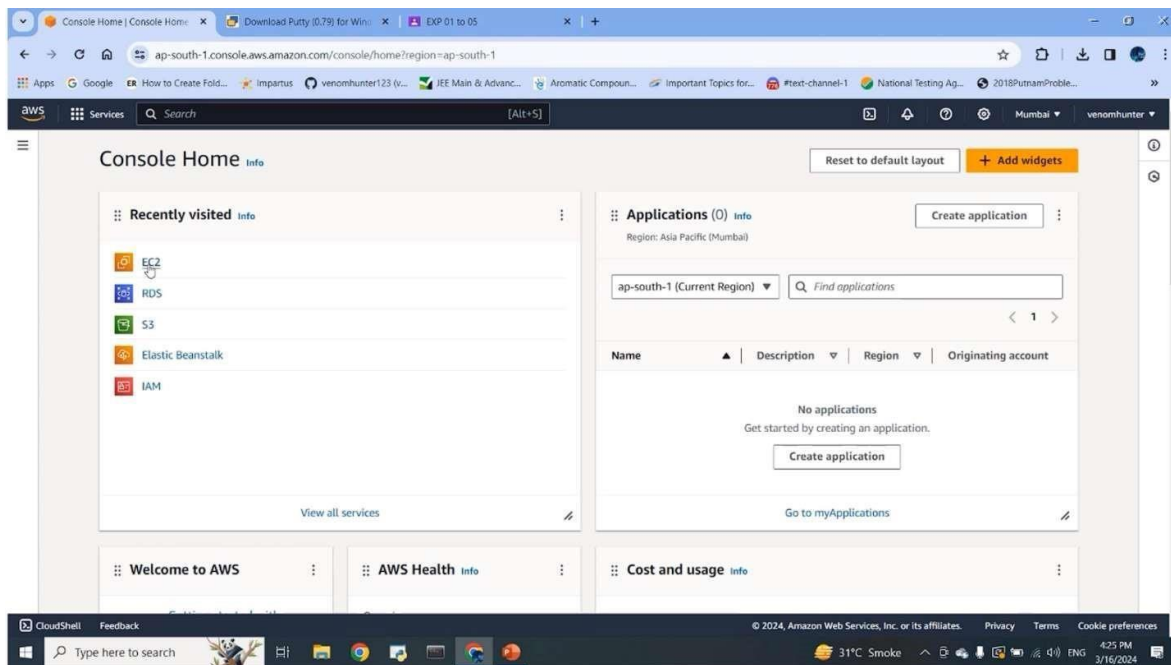 Console Home | Console Home
Download Putty (0.79) for Wind
EXP 01 to 05
ap-south-1.console.aws.amazon.com/console/home?region=ap-south-1
Apps
Google
How to Create Fold...
Impartus
venomhunter123 (v...
JEE Main & Advanc...
Aromatic Compoun...
Important Topics for...
#text-channel-1
National Testing Ag...
2018PutnamProble...
aws
Services
Search
[Alt+S]
Mumbai
venomhunter
Console Home Info
Reset to default layout
+ Add widgets
Recently visited Info
EC2
RDS
S3
Elastic Beanstalk
IAM
View all services
Applications (0) Info
Region: Asia Pacific (Mumbai)
Create application
ap-south-1 (Current Region)
Find applications
1
Name
Description
Region
Originating account
No applications
Get started by creating an application.
Create application
Go to myApplications
Welcome to AWS
AWS Health Info
Cost and usage Info
CloudShell
Feedback
© 2024, Amazon Web Services, Inc. or its affiliates.
Privacy
Terms
Cookie preferences
Type here to search
31°C Smoke
ENG
4:25 PM
3/16/2024